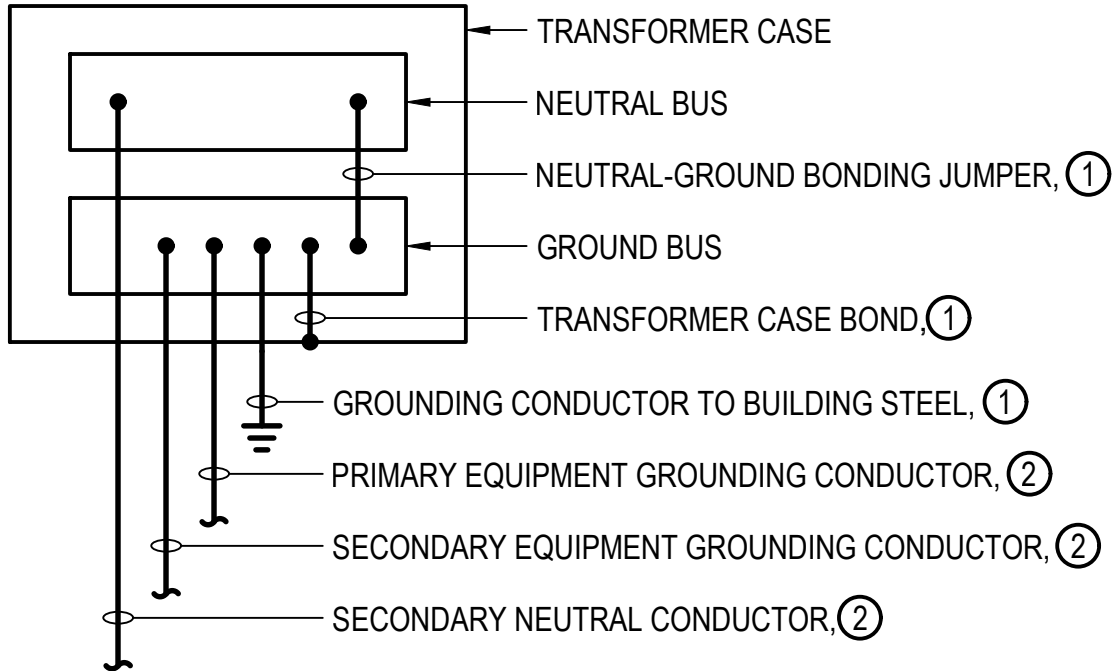 TRANSFORMER CASE
NEUTRAL BUS
NEUTRAL-GROUND BONDING JUMPER, 1
GROUND BUS
TRANSFORMER CASE BOND, 1
GROUNDING CONDUCTOR TO BUILDING STEEL, 1
PRIMARY EQUIPMENT GROUNDING CONDUCTOR, 2
SECONDARY EQUIPMENT GROUNDING CONDUCTOR, 2
SECONDARY NEUTRAL CONDUCTOR, 2